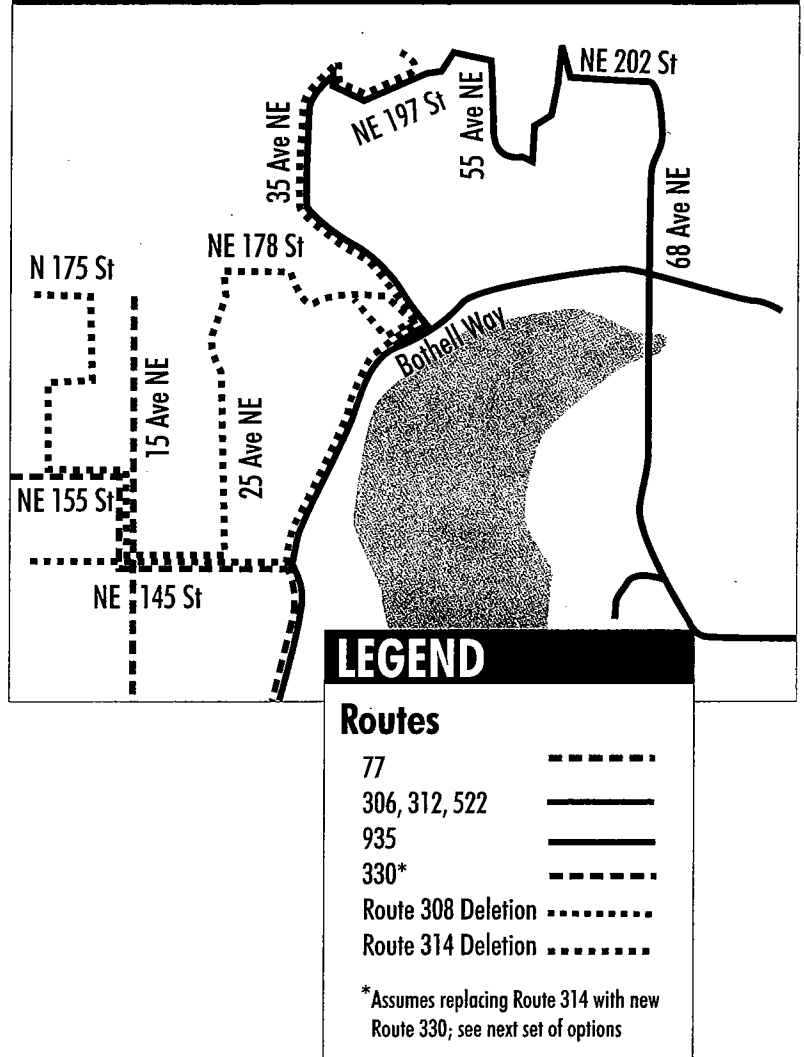 NE 202 St
NE 197 St
55 Ave NE
35 Ave NE
68 Ave NE
NE 178 St
N 175 St
Bothell Way
15 Ave NE
25 Ave NE
NE 155 St
NE 145 St
LEGEND
Routes
77
306, 312, 522
935
330*
Route 308 Deletion
Route 314 Deletion
*Assumes replacing Route 314 with new
Route 330; see next set of options